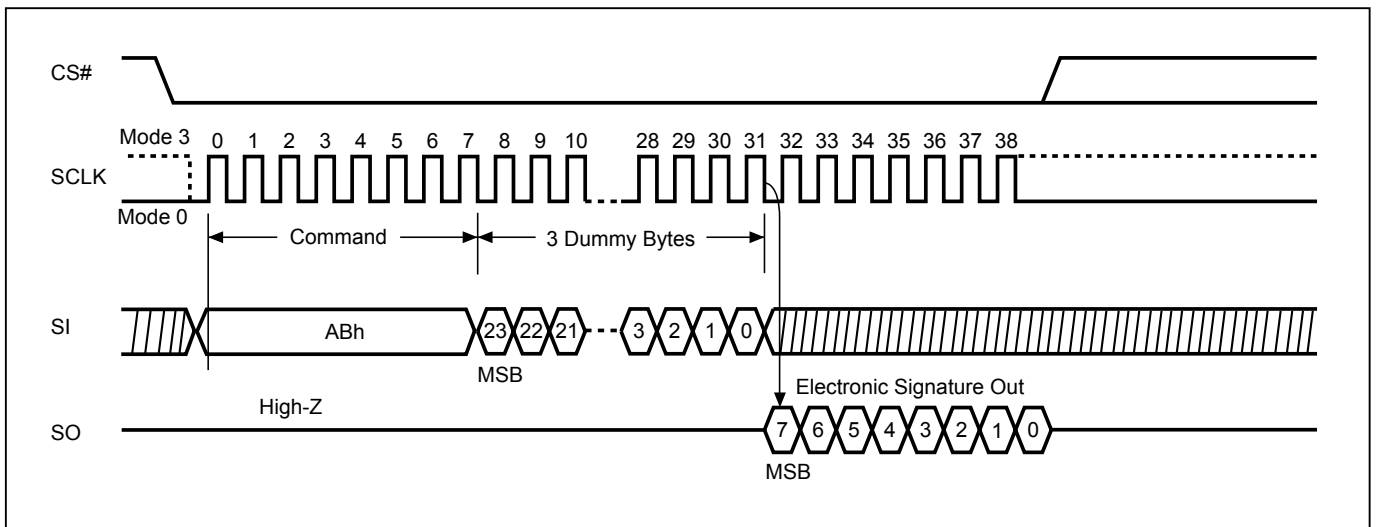 CS#
Mode 3
0 1 2 3 4 5 6 7 8 9 10 28 29 30 31 32 33 34 35 36 37 38
SCLK
Mode 0
Command
3 Dummy Bytes
SI
ABh
23 22 21 3 2 1 0
MSB
Electronic Signature Out
High-Z
SO
7 6 5 4 3 2 1 0
MSB